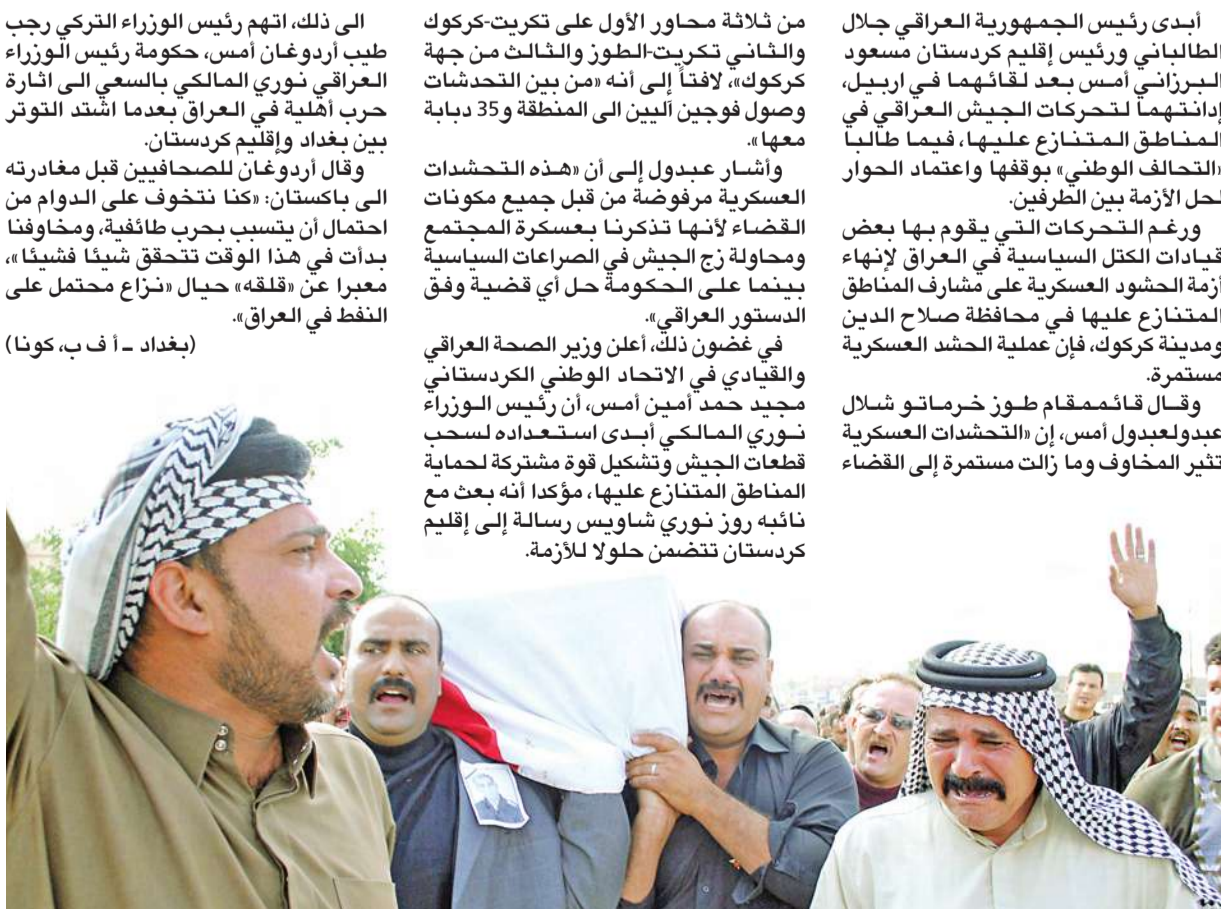 أبدى رئيس الجمهورية العراقي جلال
الطالباني ورئيس إقليم كردستان مسعود
البرزاني أمس بعد لقائهما في اربيل،
إدانتهما لتحركات الجيش العراقي في
المناطق المتنازع عليها، فيما طالبا
«التحالف الوطني» بوقفها واعتماد الحوار
لحل الأزمة بين الطرفين.
ورغم التحركات التي يقوم بها بعض
قيادات الكتل السياسية في العراق لإنهاء
أزمة الحشود العسكرية على مشارف المناطق
المتنازع عليها في محافظة صلاح الدين
ومدينة كركوك، فإن عملية الحشد العسكرية
مستمرة.
وقال قائممقام طوز خرماتو شلال
عبدولعبدول أمس، إن «التحشدات العسكرية
تثير المخاوف وما زالت مستمرة إلى القضاء
من ثلاثة محاور الأول على تكريت-كركوك
والثاني تكريت-الطوز والثالث من جهة
كركوك»، لافتاً إلى أنه «من بين التحدشات
وصول فوجين آليين الى المنطقة و35 دبابة
معها».
وأشار عبدول إلى أن «هذه التحشدات
العسكرية مرفوضة من قبل جميع مكونات
القضاء لأنها تذكرنا بعسكرة المجتمع
ومحاولة زج الجيش في الصراعات السياسية
بينما على الحكومة حل أي قضية وفق
الدستور العراقي».
في غضون ذلك، أعلن وزير الصحة العراقي
والقيادي في الاتحاد الوطني الكردستاني
مجيد حمد أمين أمس، أن رئيس الوزراء
نوري المالكي أبدى استعداده لسحب
قطعات الجيش وتشكيل قوة مشتركة لحماية
المناطق المتنازع عليها، مؤكدا أنه بعث مع
نائبه روز نوري شاويس رسالة إلى إقليم
كردستان تتضمن حلولا للأزمة.
الى ذلك، اتهم رئيس الوزراء التركي رجب
طيب أردوغان أمس، حكومة رئيس الوزراء
العراقي نوري المالكي بالسعي الى اثارة
حرب أهلية في العراق بعدما اشتد التوتر
بين بغداد وإقليم كردستان.
وقال أردوغان للصحافيين قبل مغادرته
الى باكستان: «كنا نتخوف على الدوام من
احتمال أن يتسبب بحرب طائفية، ومخاوفنا
بدأت في هذا الوقت تتحقق شيئا فشيئا»،
معبرا عن «قلقه» حيال «نزاع محتمل على
النفط في العراق».
(بغداد - أ ف ب، كونا)